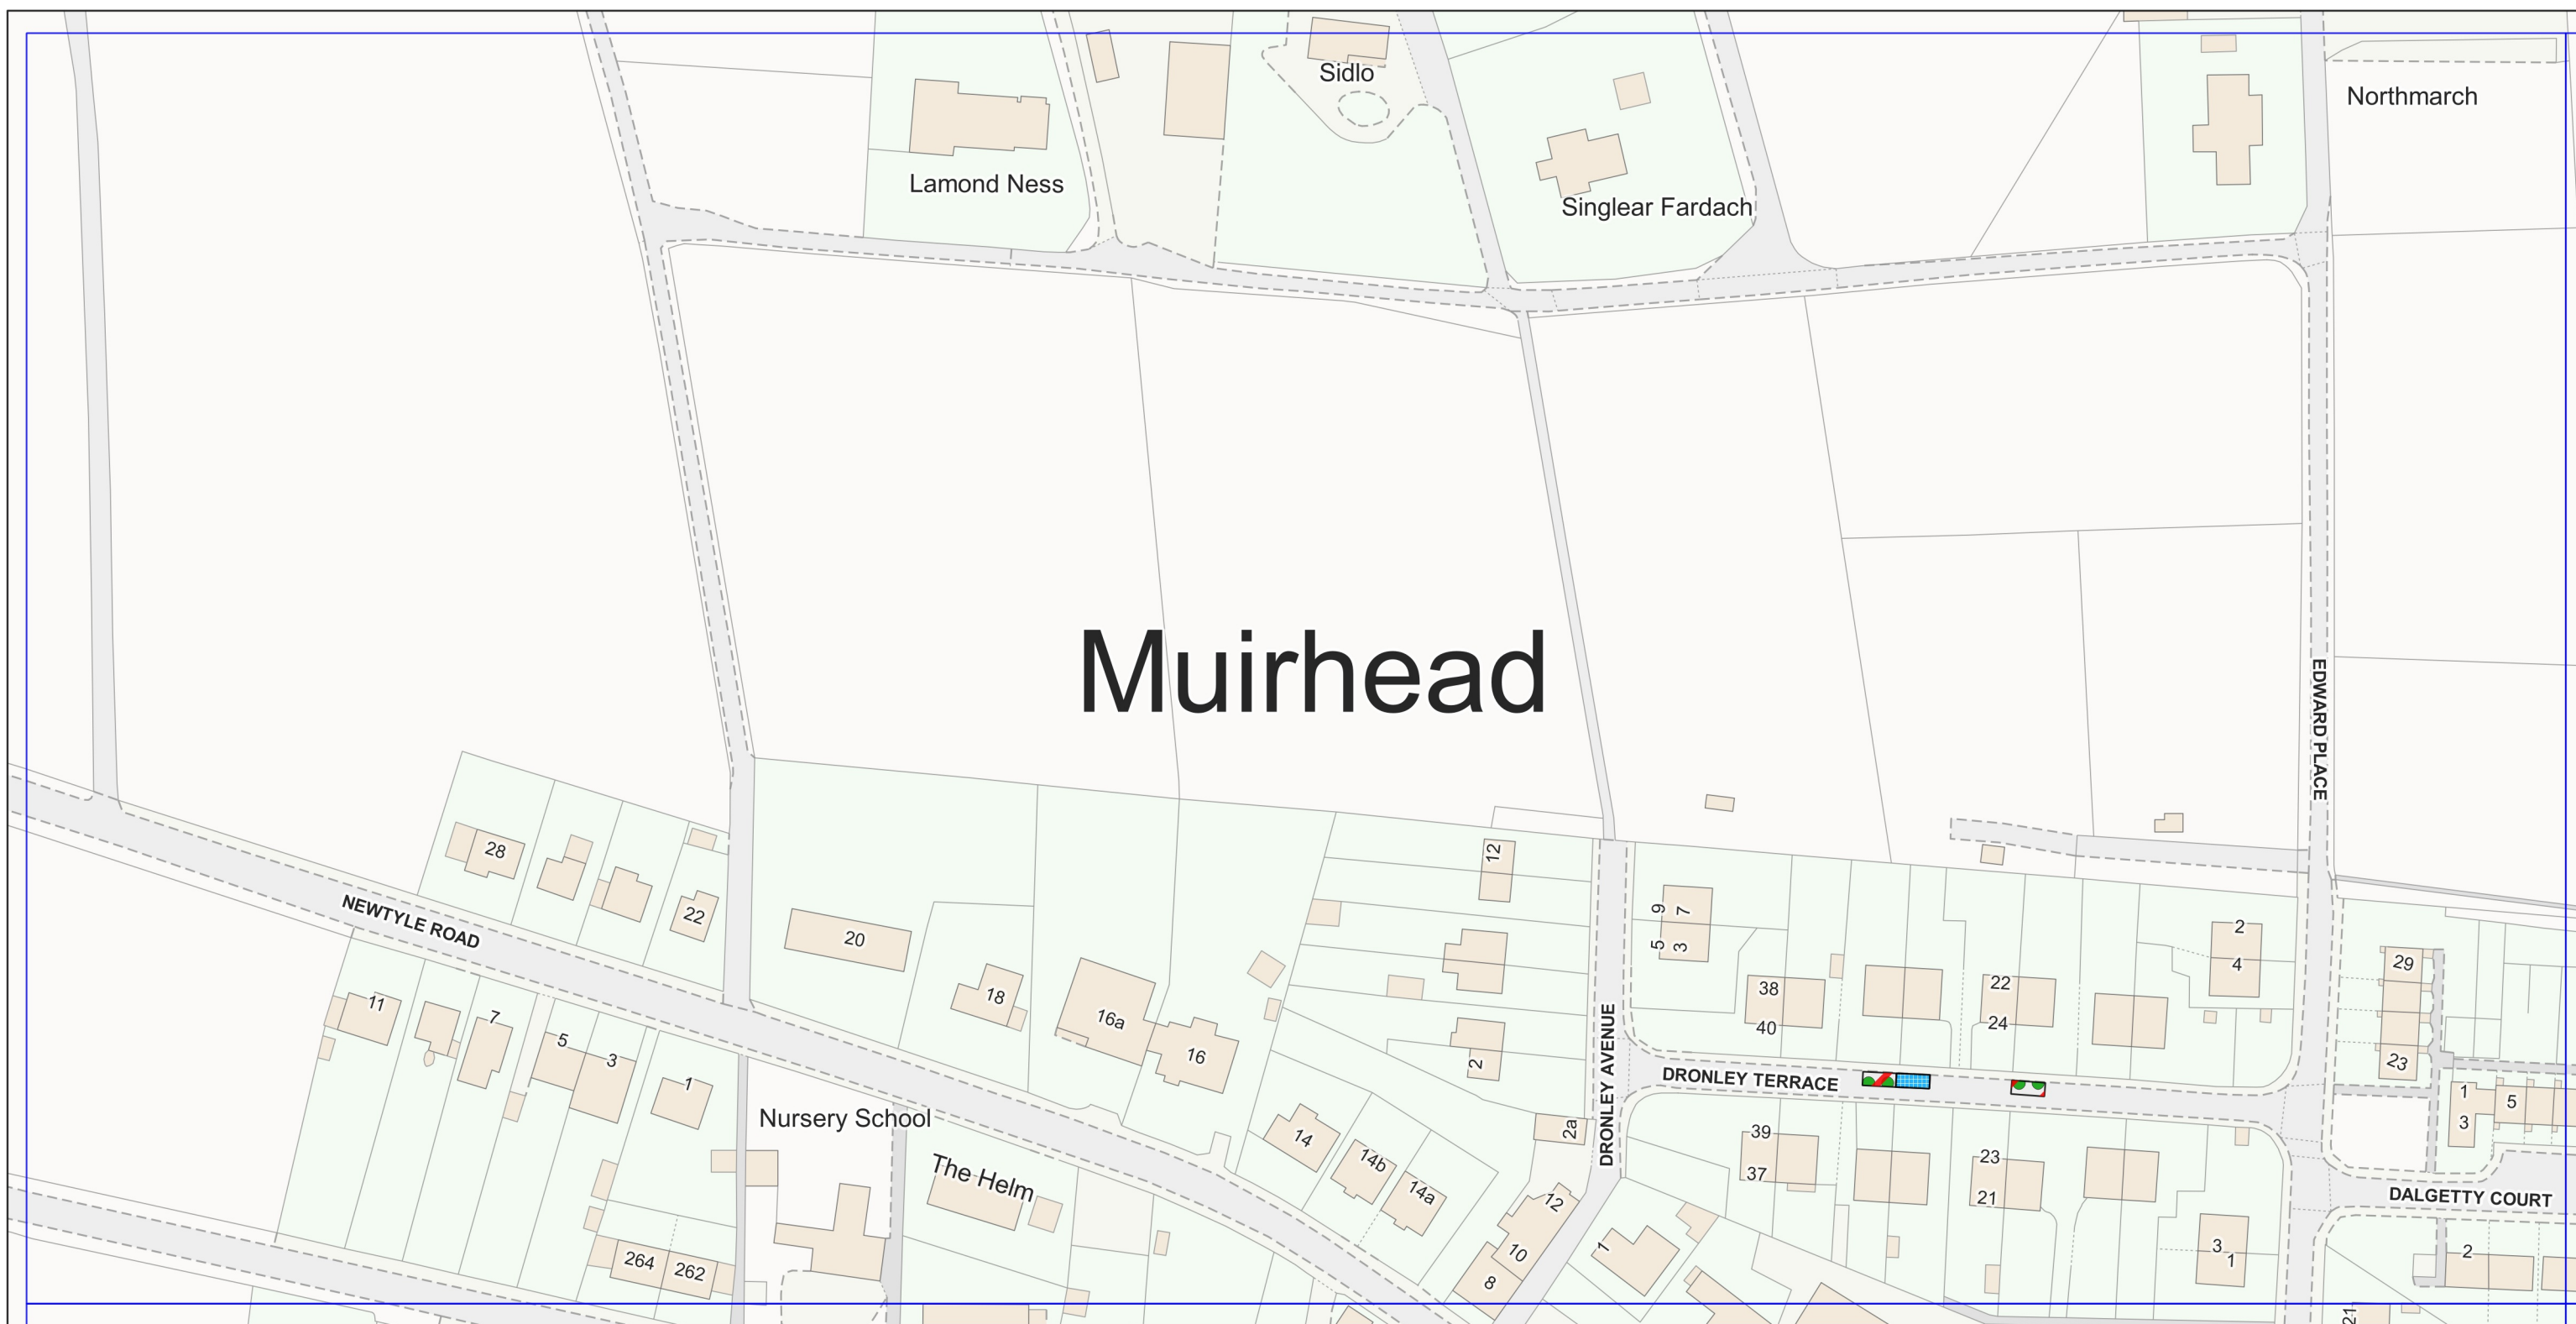 Sidlo
Northmarch
Lamond Ness
Singlear Fardach
Muirhead
EDWARD PLACE
28
22
NEWTYLE ROAD
20
18
16a
16
12
2
2a
DRONLEY AVENUE
9
7
5
3
38
40
22
24
2
4
29
23
11
7
5
3
1
DRONLEY TERRACE
1
3
5
Nursery School
The Helm
14
14b
14a
12
10
8
1
39
37
23
21
3
1
DALGETTY COURT
2
264
262
21